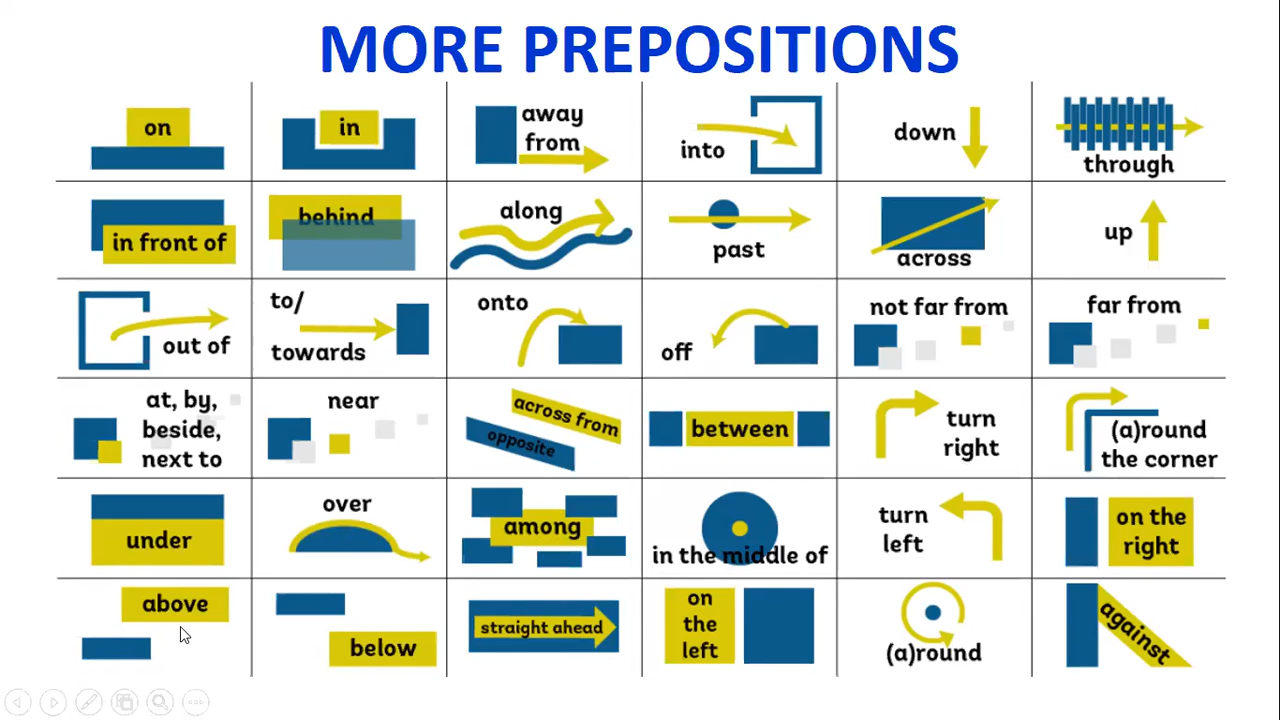 MORE PREPOSITIONS
on
in
away
from
into
down
through
in front of
behind
along
past
across
up
out of
to/
towards
onto
off
not far from
far from
at, by,
beside,
next to
near
across from
opposite
between
turn
right
(a)round
the corner
under
over
among
in the middle of
turn
left
on the
right
above
below
straight ahead
on
the
left
(a)round
against